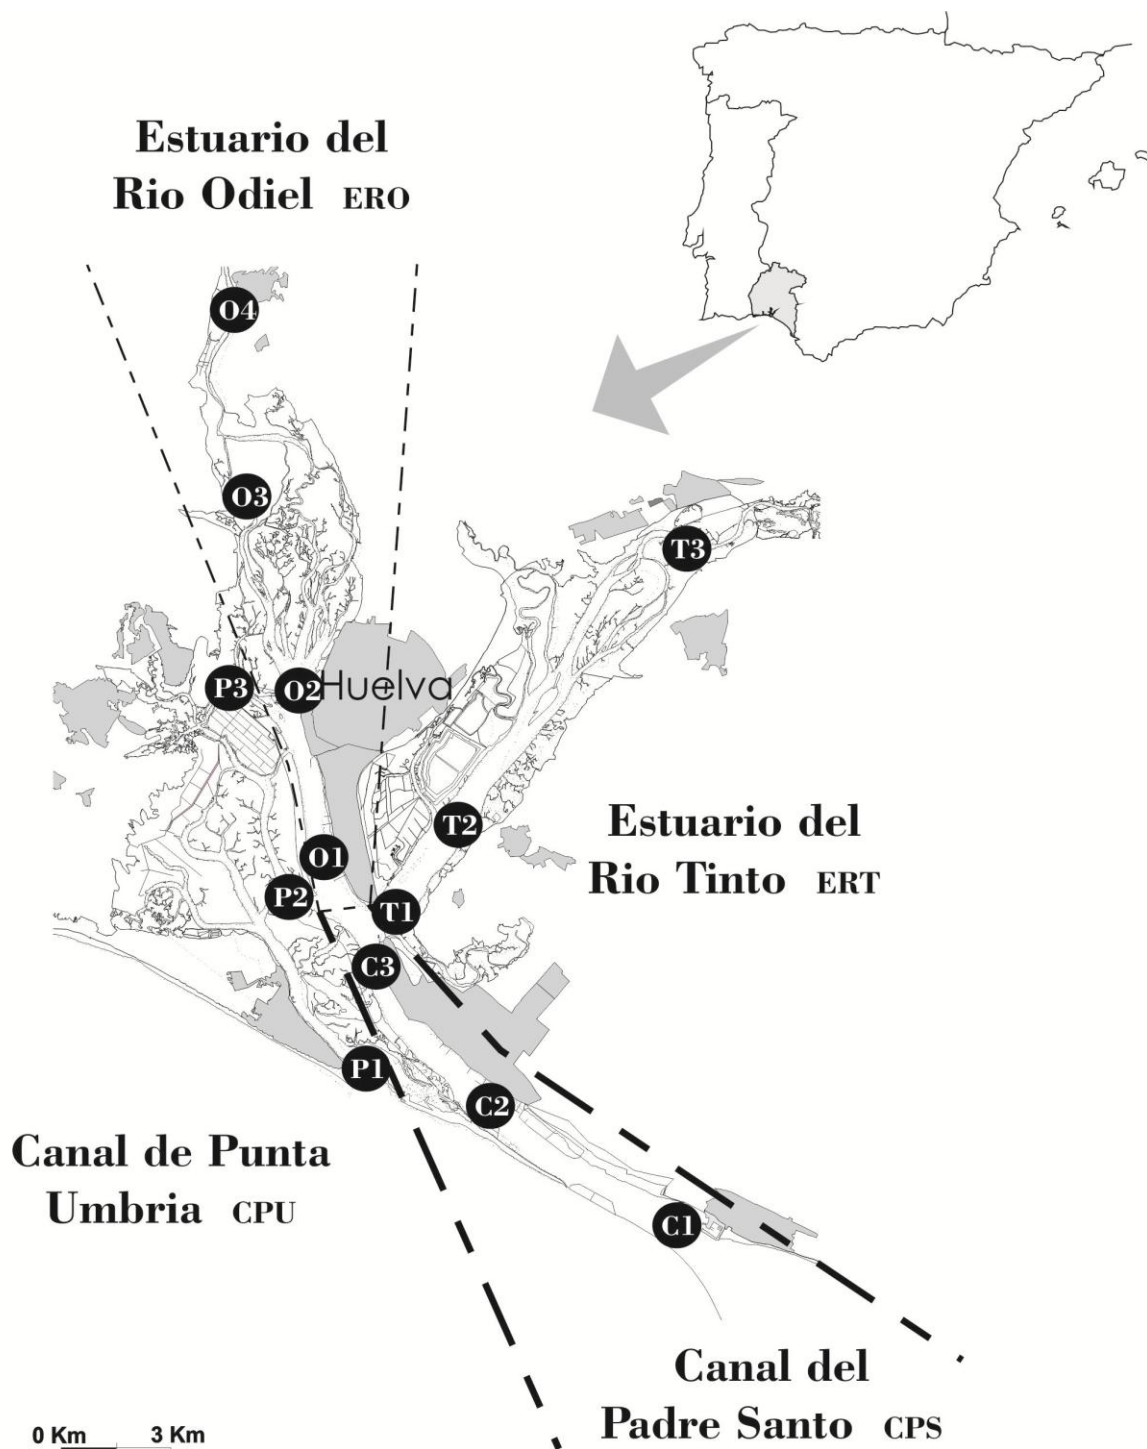 Estuario del
Rio Odiel ERO
O4
O3
T3
P3
O2
Huelva
T2
Estuario del
Rio Tinto ERT
O1
P2
T1
C3
P1
C2
Canal de Punta
Umbria CPU
C1
Canal del
Padre Santo CPS
0 Km 3 Km